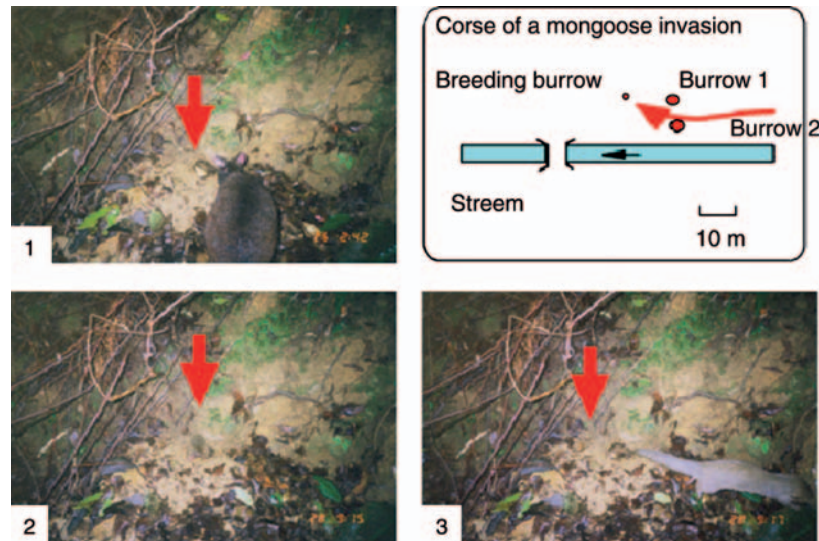 Corse of a mongoose invasion
Breeding burrow
Burrow 1
Burrow 2
Streem
10 m
1
2
3